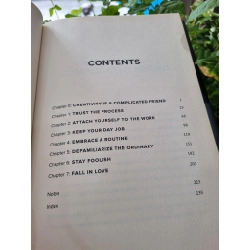 CONTENTS
Chapter 0: CREATIVITY IS A COMPLICATED FRIEND 1
Chapter 1: TRUST THE PROCESS
Chapter 2: ATTACH YOURSELF TO THE WORK
Chapter 3: KEEP YOUR DAY JOB
Chapter 4: EMBRACE A ROUTINE
Chapter 5: DEFAMILIARIZE THE ORDINARY
Chapter 6: STAY FOOLISH
Chapter 7: FALL IN LOVE
Notes
Index